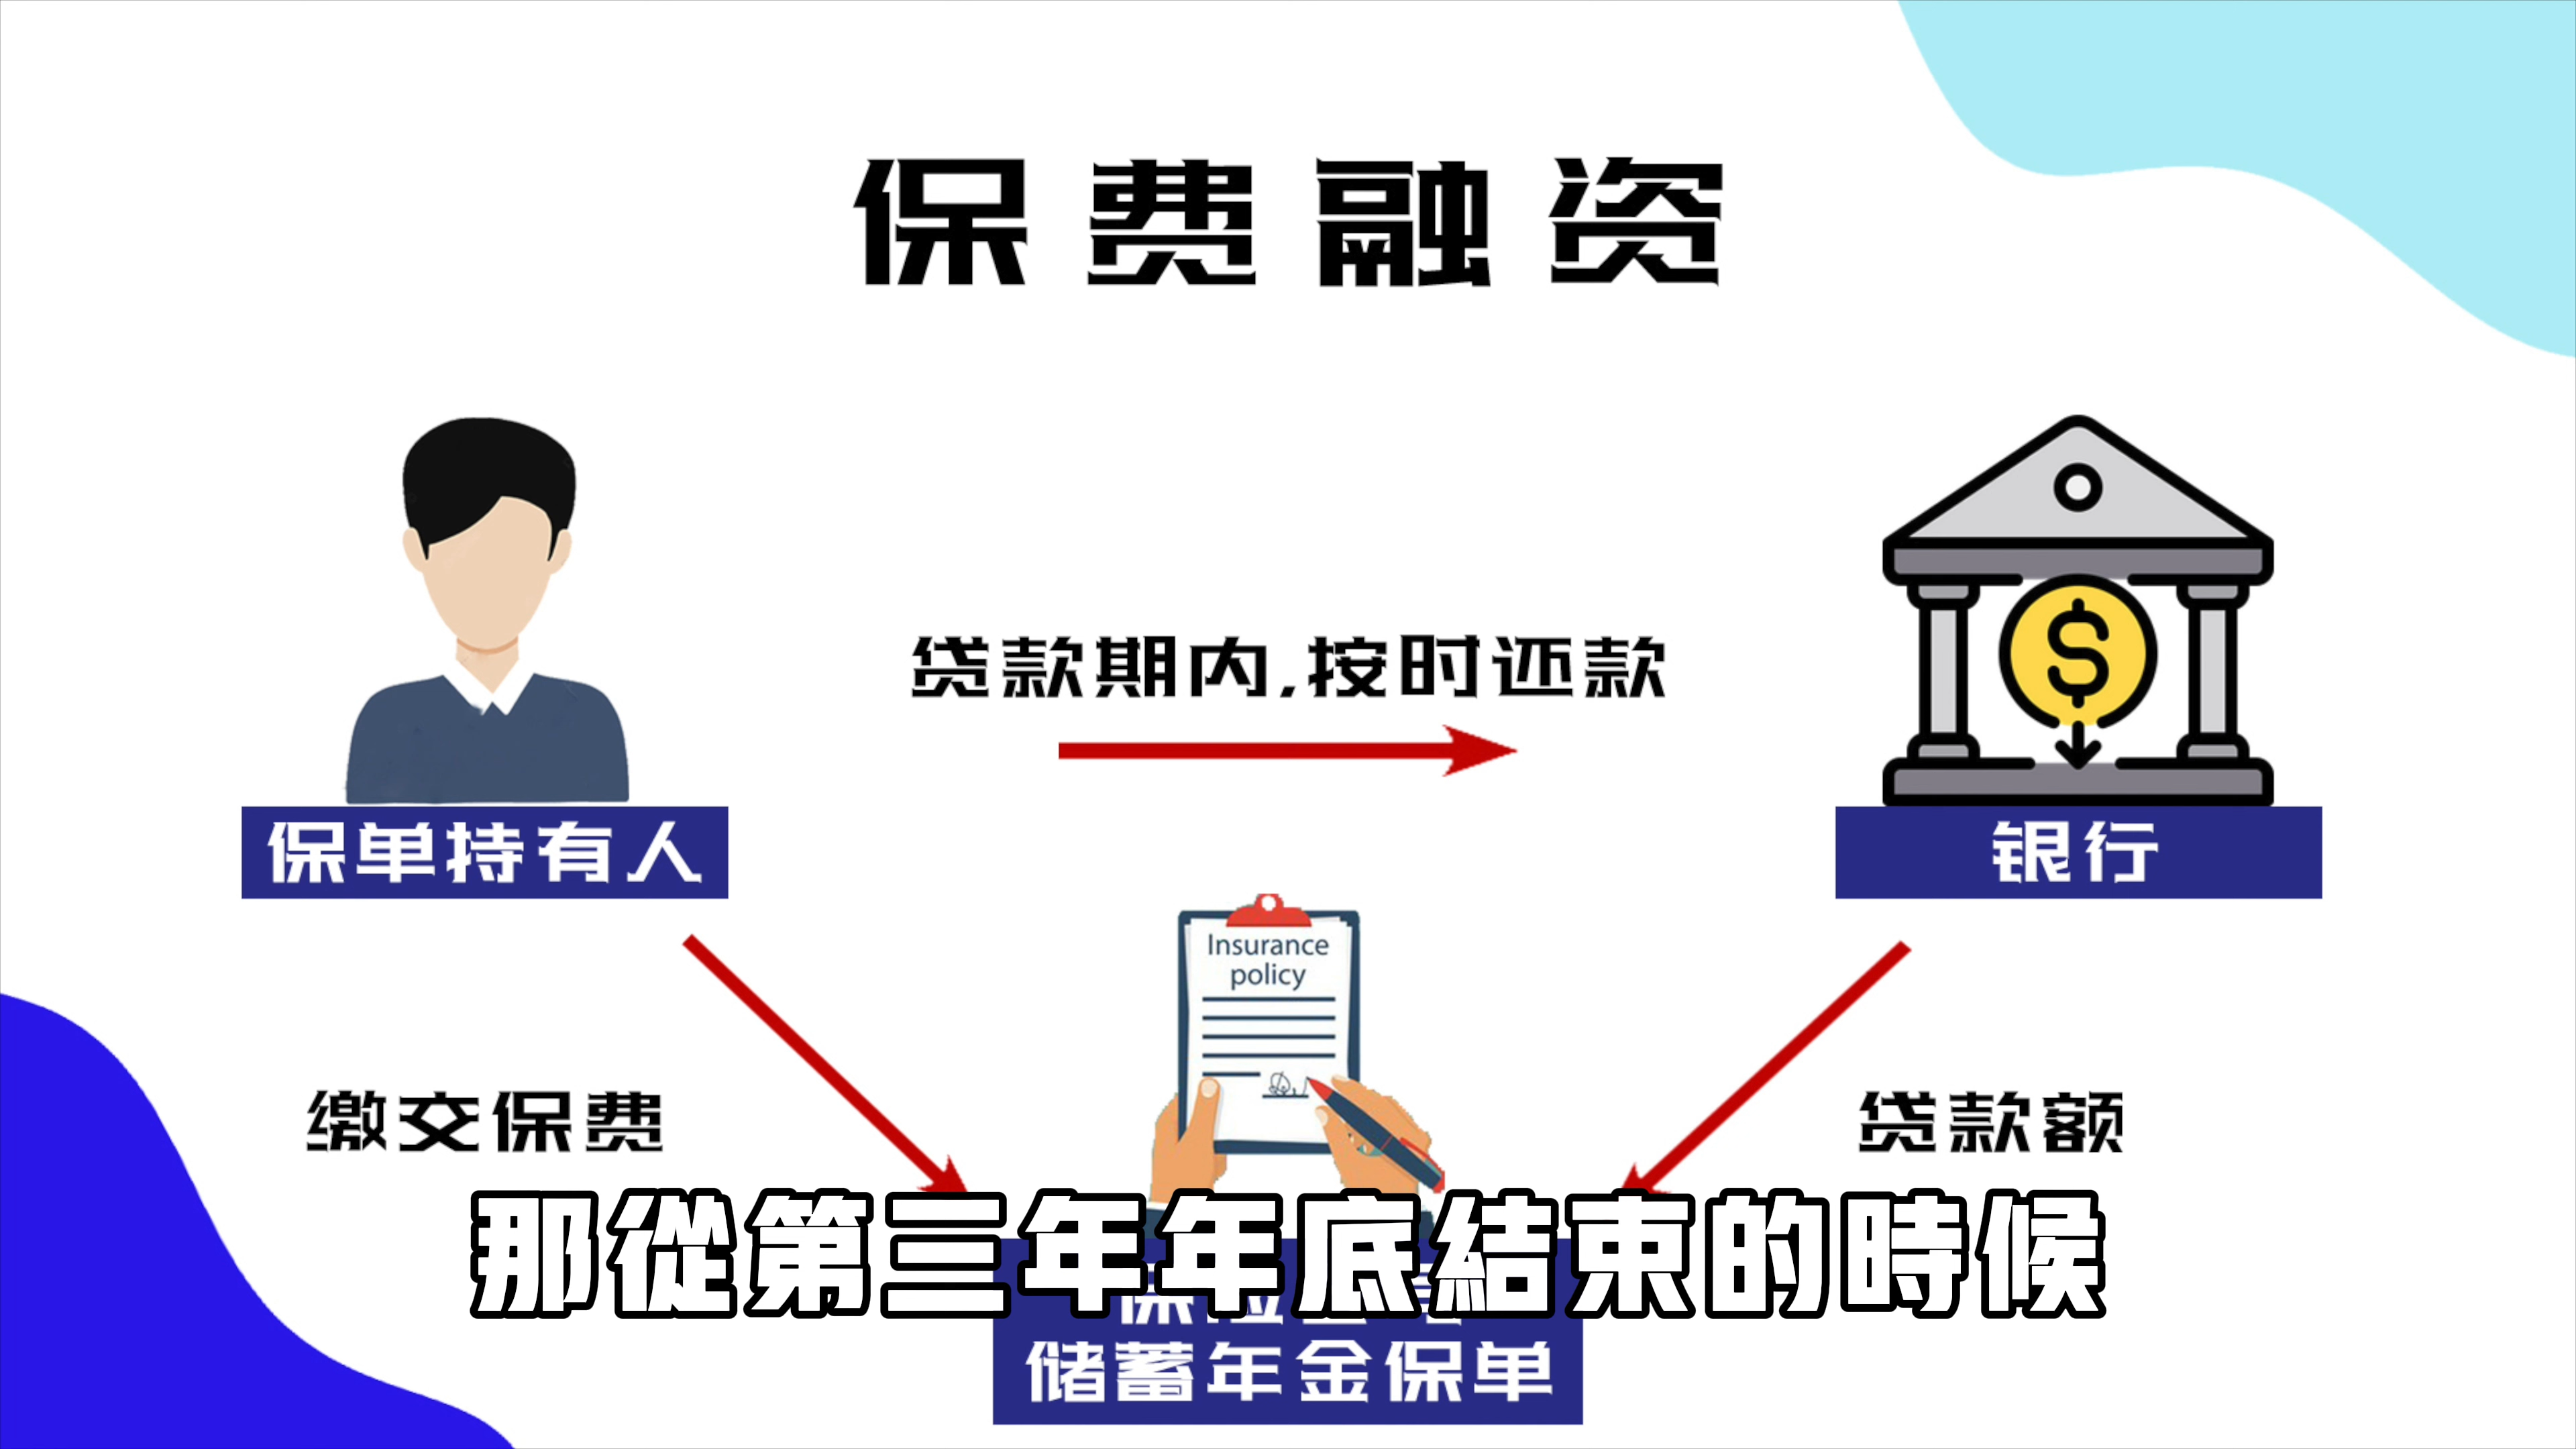 保费融资
贷款期内,按时还款
保单持有人
银行
Insurance
policy
缴交保费
贷款额
那從第三年年底結束的時候
储蓄年金保单